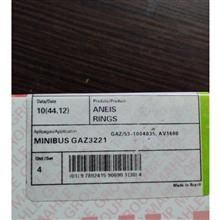 Data/Date
Produto/Product
10(44.12)
ANEIS
RINGS
Aplicação/Application
GAZ/53-1004035, AV1698
MINIBUS GAZ3221
Qtd/Set
4
Made in Brazil